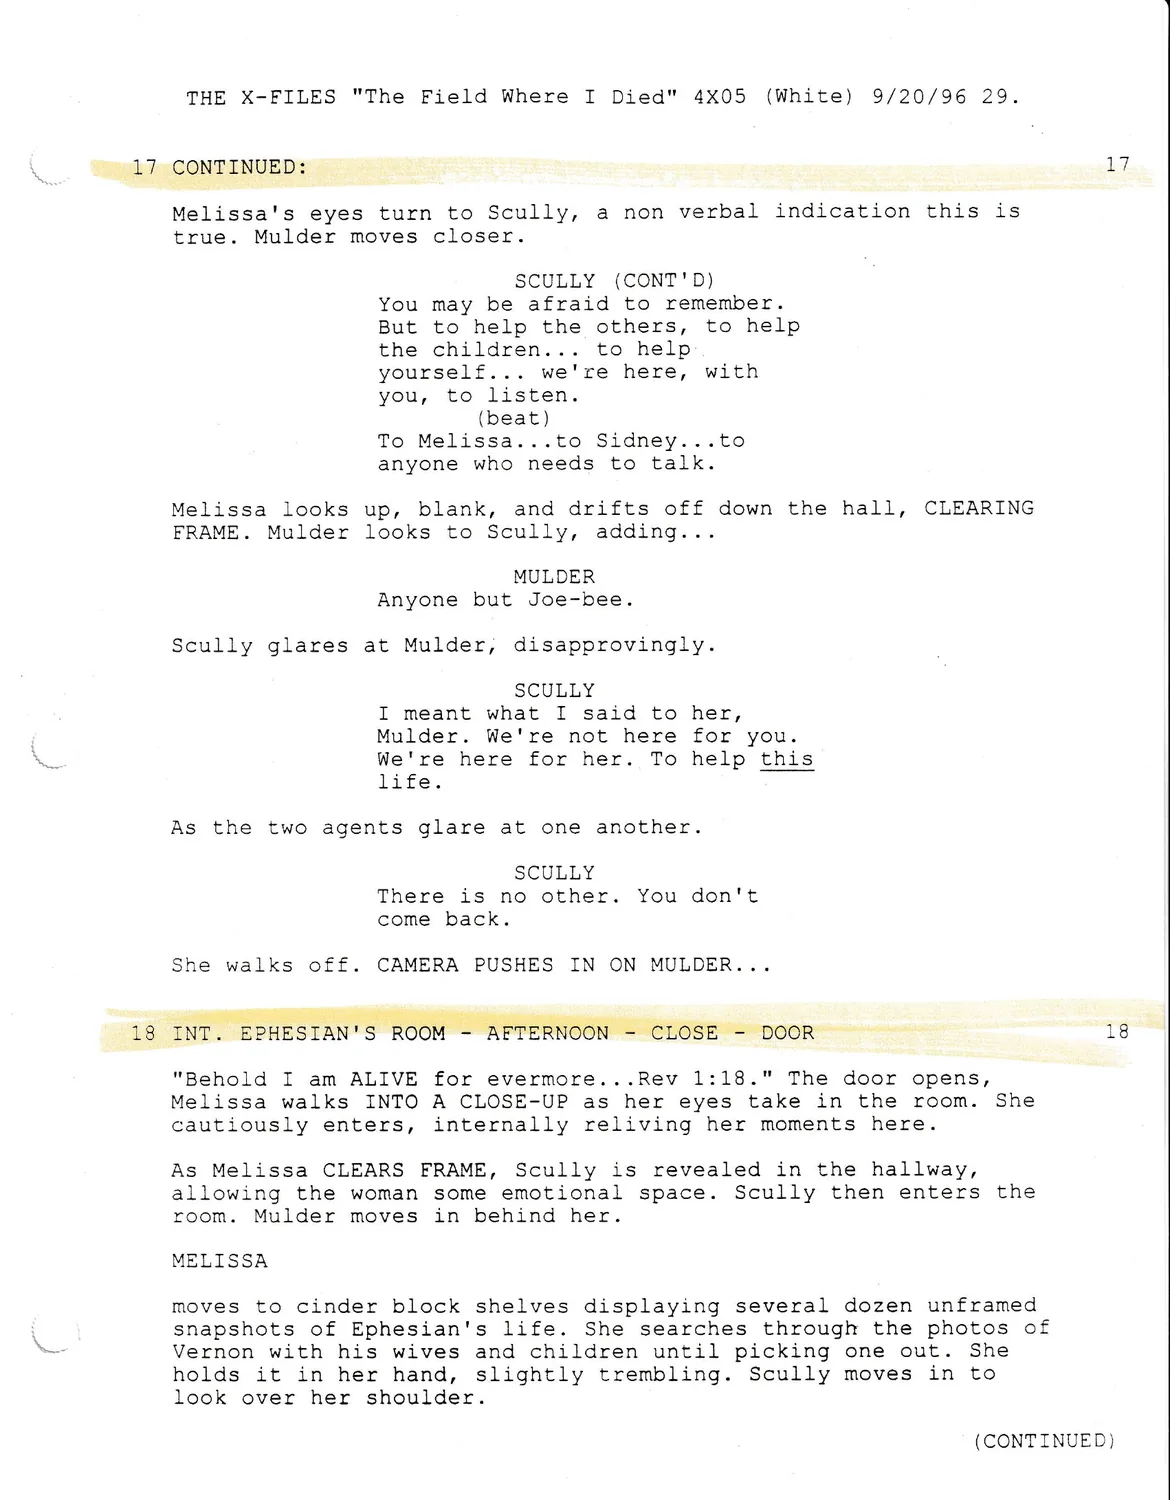 THE X-FILES "The Field Where I Died" 4X05 (White) 9/20/96 29.
17 CONTINUED: 17
Melissa's eyes turn to Scully, a non verbal indication this is
true. Mulder moves closer.
SCULLY (CONT'D)
You may be afraid to remember.
But to help the others, to help
the children... to help
yourself... we're here, with
you, to listen.
(beat)
To Melissa...to Sidney...to
anyone who needs to talk.
Melissa looks up, blank, and drifts off down the hall, CLEARING
FRAME. Mulder looks to Scully, adding...
MULDER
Anyone but Joe-bee.
Scully glares at Mulder, disapprovingly.
SCULLY
I meant what I said to her,
Mulder. We're not here for you.
We're here for her. To help this
life.
As the two agents glare at one another.
SCULLY
There is no other. You don't
come back.
She walks off. CAMERA PUSHES IN ON MULDER...
18 INT. EPHESIAN'S ROOM - AFTERNOON - CLOSE - DOOR 18
"Behold I am ALIVE for evermore...Rev 1:18." The door opens,
Melissa walks INTO A CLOSE-UP as her eyes take in the room. She
cautiously enters, internally reliving her moments here.
As Melissa CLEARS FRAME, Scully is revealed in the hallway,
allowing the woman some emotional space. Scully then enters the
room. Mulder moves in behind her.
MELISSA
moves to cinder block shelves displaying several dozen unframed
snapshots of Ephesian's life. She searches through the photos of
Vernon with his wives and children until picking one out. She
holds it in her hand, slightly trembling. Scully moves in to
look over her shoulder.
(CONTINUED)